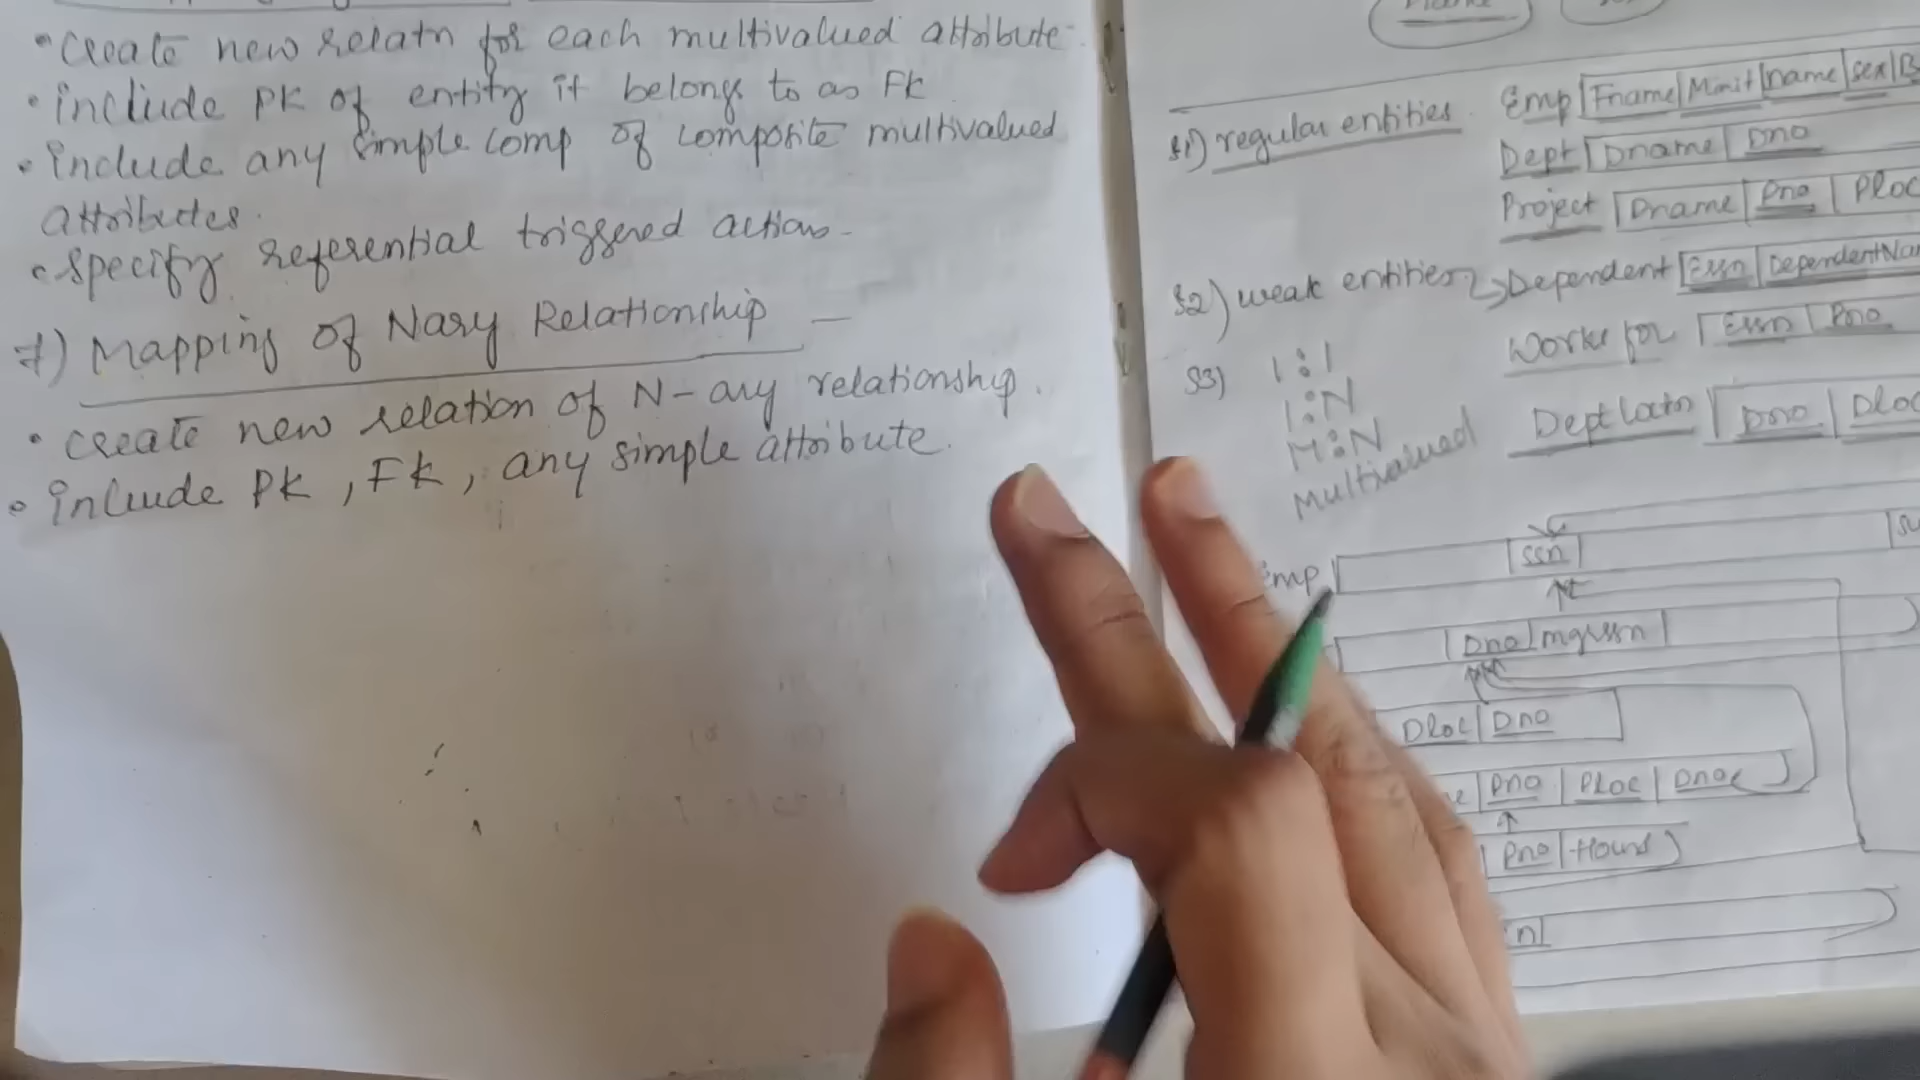 • Create new relatn for each multivalued attribute
• include PK of entity it belongs to as FK
• include any simple comp of composite multivalued
attributes.
• Specify referential triggered actions
7) Mapping of Nary Relationship —
• Create new relation of N-ary relationship.
• include PK, FK, any simple attribute.
S1) regular entities
Emp | Fname | Minit | name | sex | B
Dept | Dname | Dno
Project | Dname | Pno | Ploc
S2) weak entities → Dependent | Essn | DependentNa
Works for | Essn | Pno
S3) 1:1
1:N
M:N
Multivalued
Dept locatn | Dno | Dloc
Emp | ssn | su
Dno | mgrssn |
Dloc | Dno
Pno | Ploc | Dno
Pno | Hours
n |